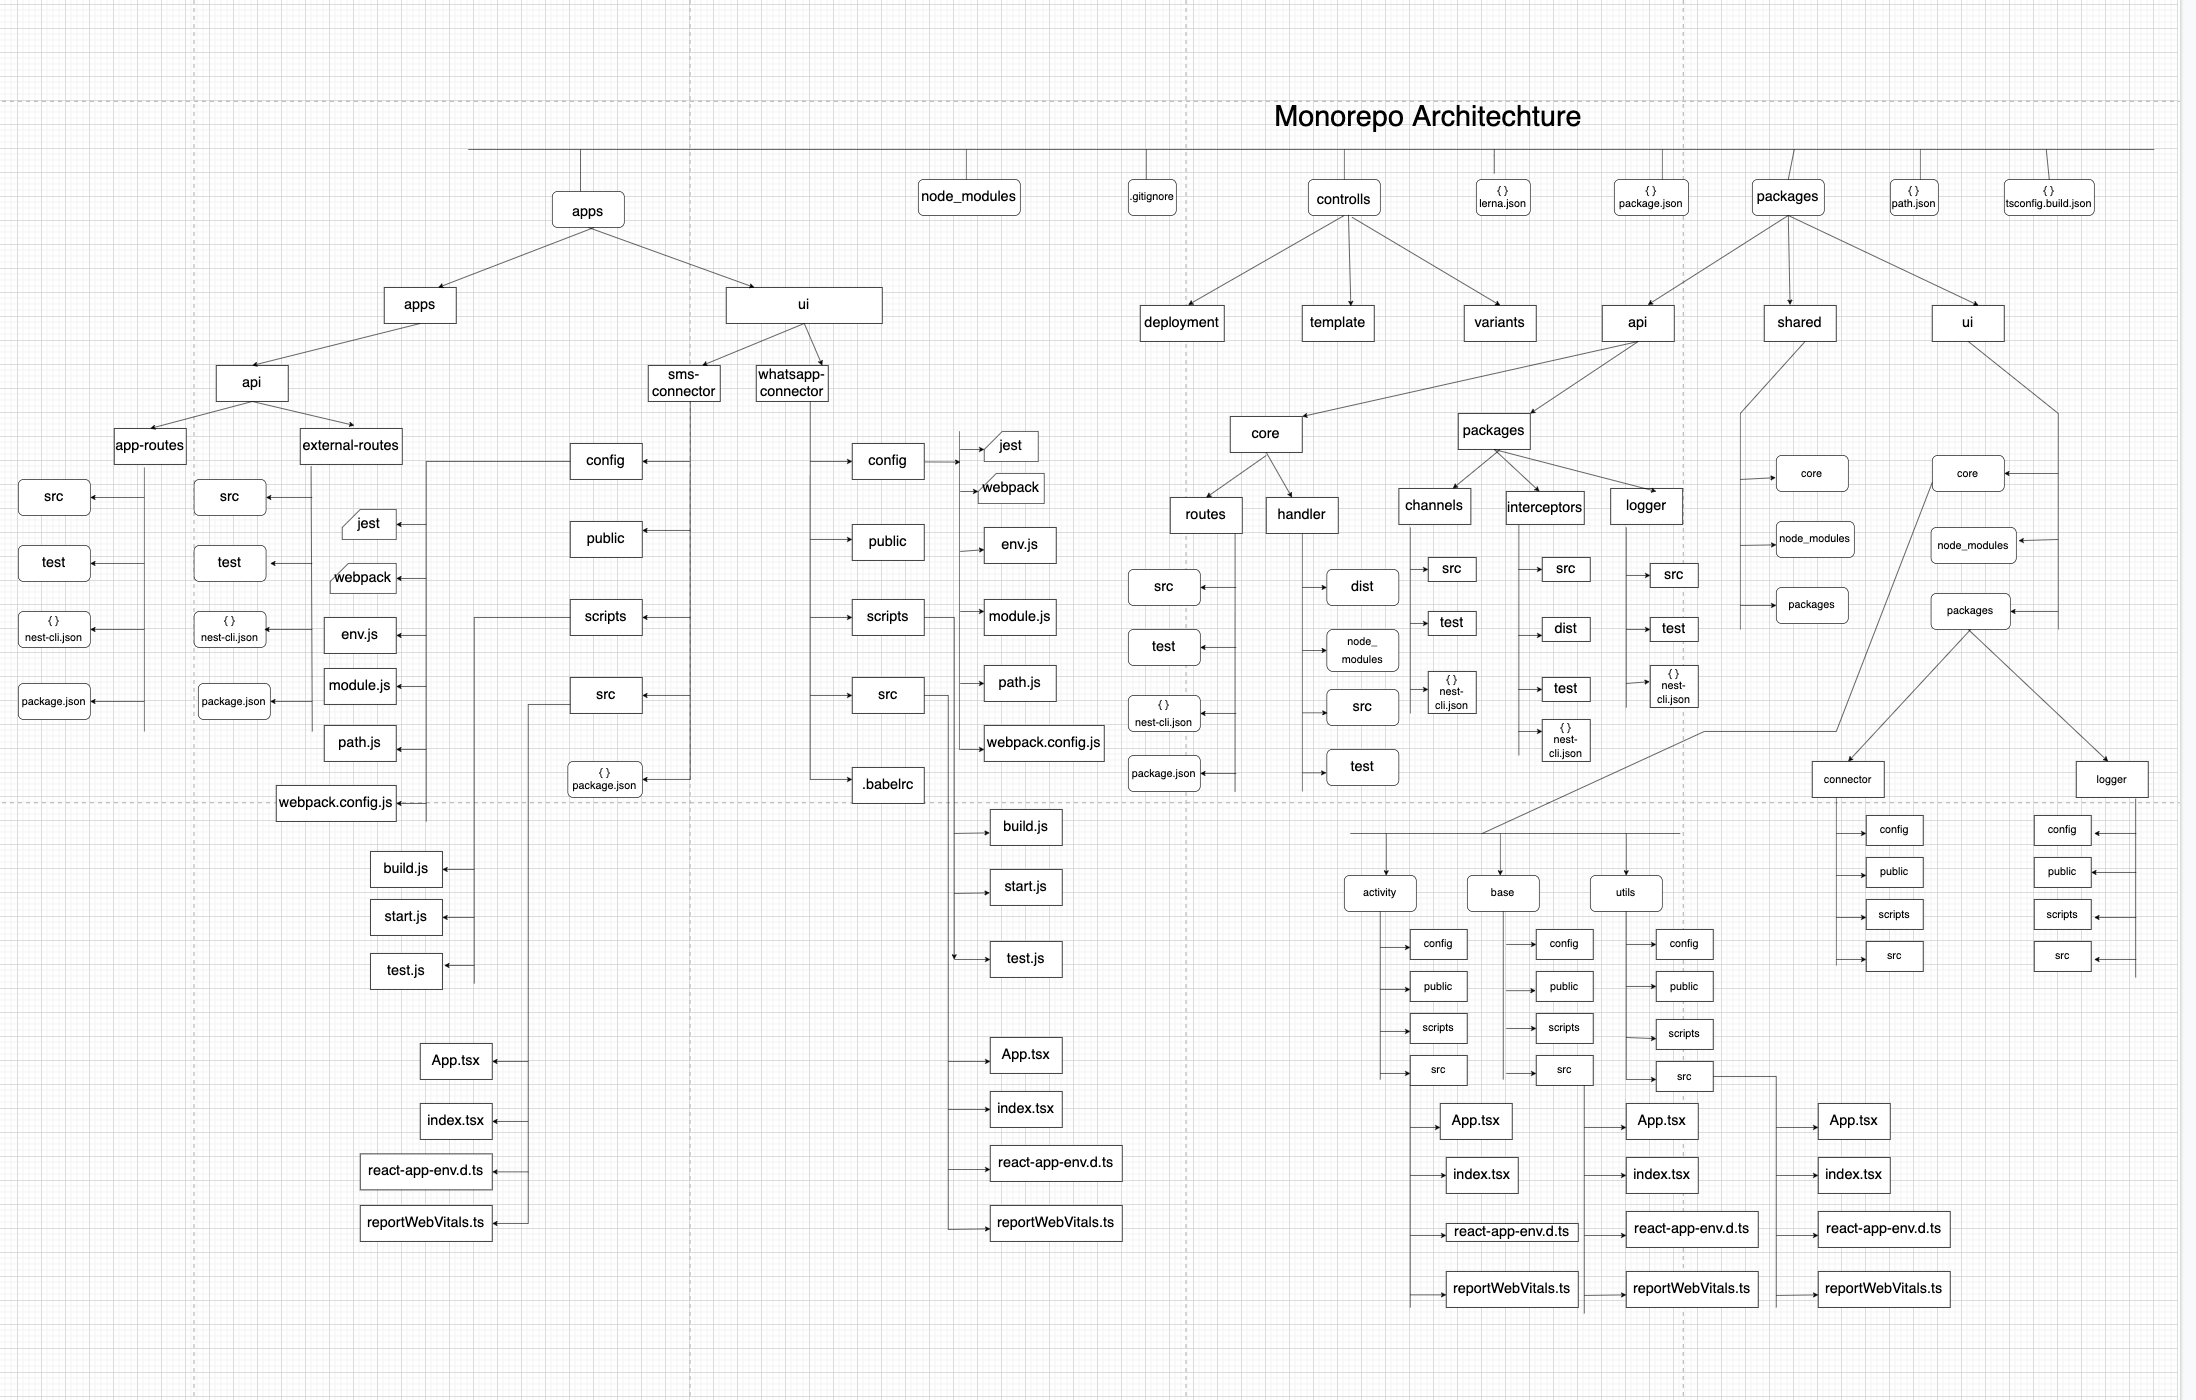 Monorepo Architechture
apps
node_modules
.gitignore
controlls
{ }
lerna.json
{ }
package.json
packages
{ }
path.json
{ }
tsconfig.build.json
apps
ui
deployment
template
variants
api
shared
ui
api
sms-
connector
whatsapp-
connector
app-routes
external-routes
config
config
jest
webpack
core
packages
src
src
jest
public
public
env.js
routes
handler
channels
interceptors
logger
core
core
test
test
webpack
scripts
scripts
module.js
src
dist
src
src
src
node_modules
node_modules
{ }
nest-cli.json
{ }
nest-cli.json
env.js
test
node_
modules
test
dist
test
packages
packages
package.json
package.json
module.js
src
src
path.js
{ }
nest-cli.json
src
{ }
nest-
cli.json
test
{ }
nest-
cli.json
path.js
webpack.config.js
{ }
nest-
cli.json
webpack.config.js
{ }
package.json
.babelrc
package.json
test
connector
logger
build.js
build.js
config
config
start.js
start.js
activity
base
utils
public
public
test.js
test.js
config
config
config
scripts
scripts
public
public
public
src
src
scripts
scripts
scripts
App.tsx
App.tsx
src
src
src
index.tsx
index.tsx
App.tsx
App.tsx
App.tsx
react-app-env.d.ts
react-app-env.d.ts
index.tsx
index.tsx
index.tsx
reportWebVitals.ts
reportWebVitals.ts
react-app-env.d.ts
react-app-env.d.ts
react-app-env.d.ts
reportWebVitals.ts
reportWebVitals.ts
reportWebVitals.ts